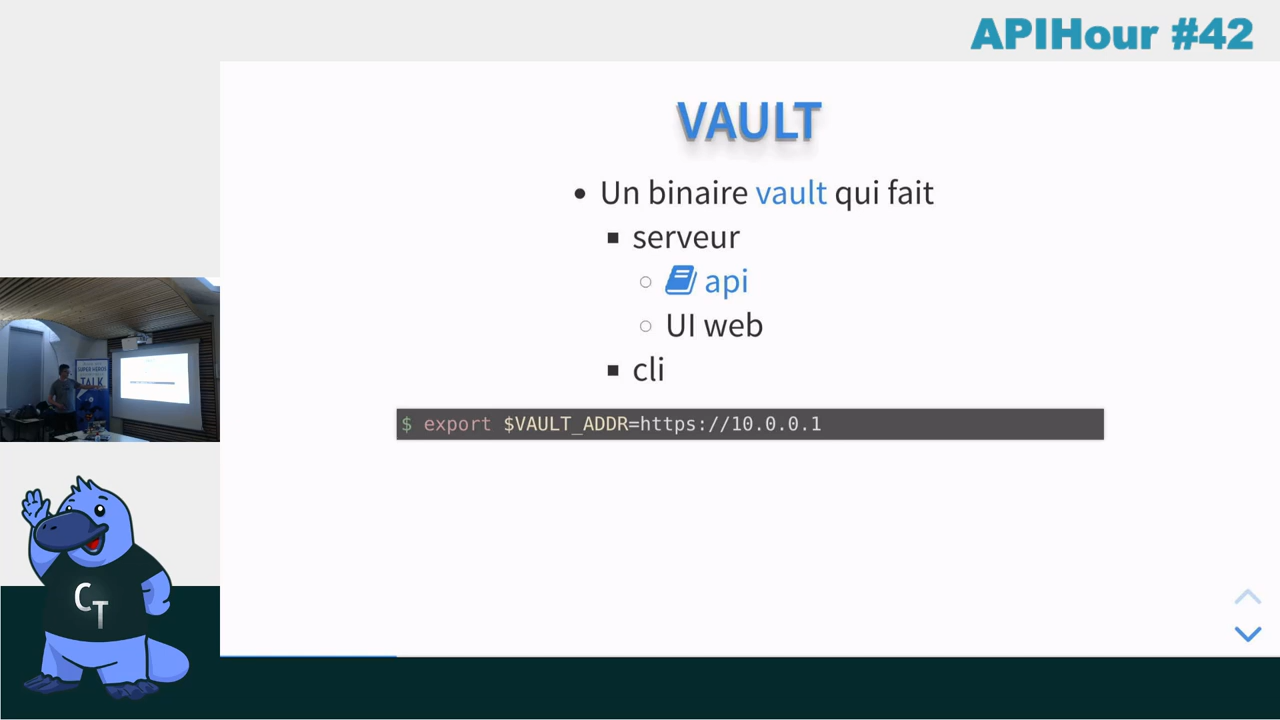 APIHour #42
VAULT
Un binaire vault qui fait
serveur
api
UI web
cli
$ export $VAULT_ADDR=https://10.0.0.1
TALK
CT